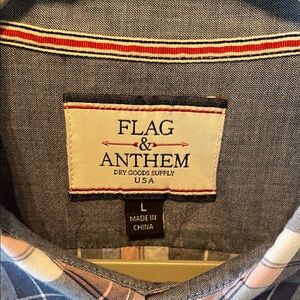 FLAG
&
ANTHEM
DRY GOODS SUPPLY
USA
L
MADE IN
CHINA